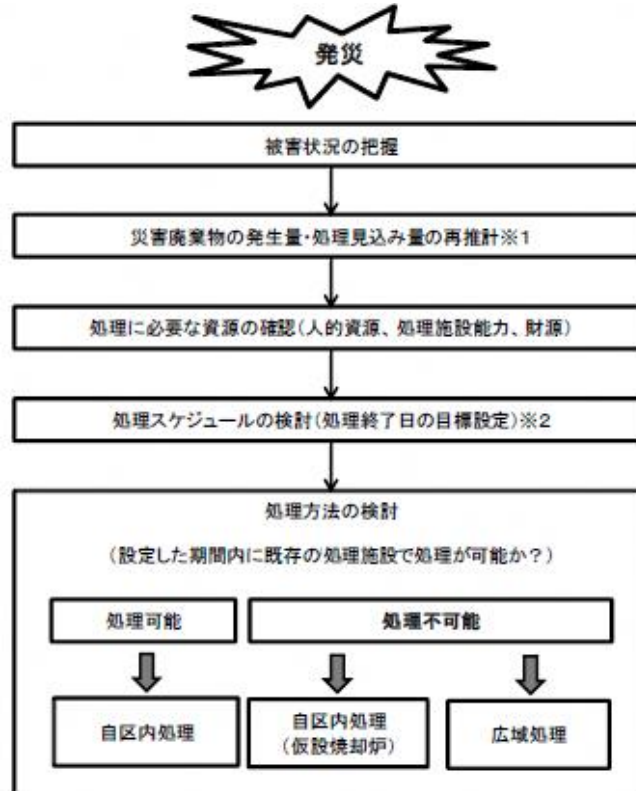 発災
被害状況の把握
災害廃棄物の発生量・処理見込み量の再推計※1
処理に必要な資源の確認(人的資源、処理施設能力、財源)
処理スケジュールの検討(処理終了日の目標設定)※2
処理方法の検討
(設定した期間内に既存の処理施設で処理が可能か?)
処理可能
処理不可能
自区内処理
自区内処理
(仮設焼却炉)
広域処理